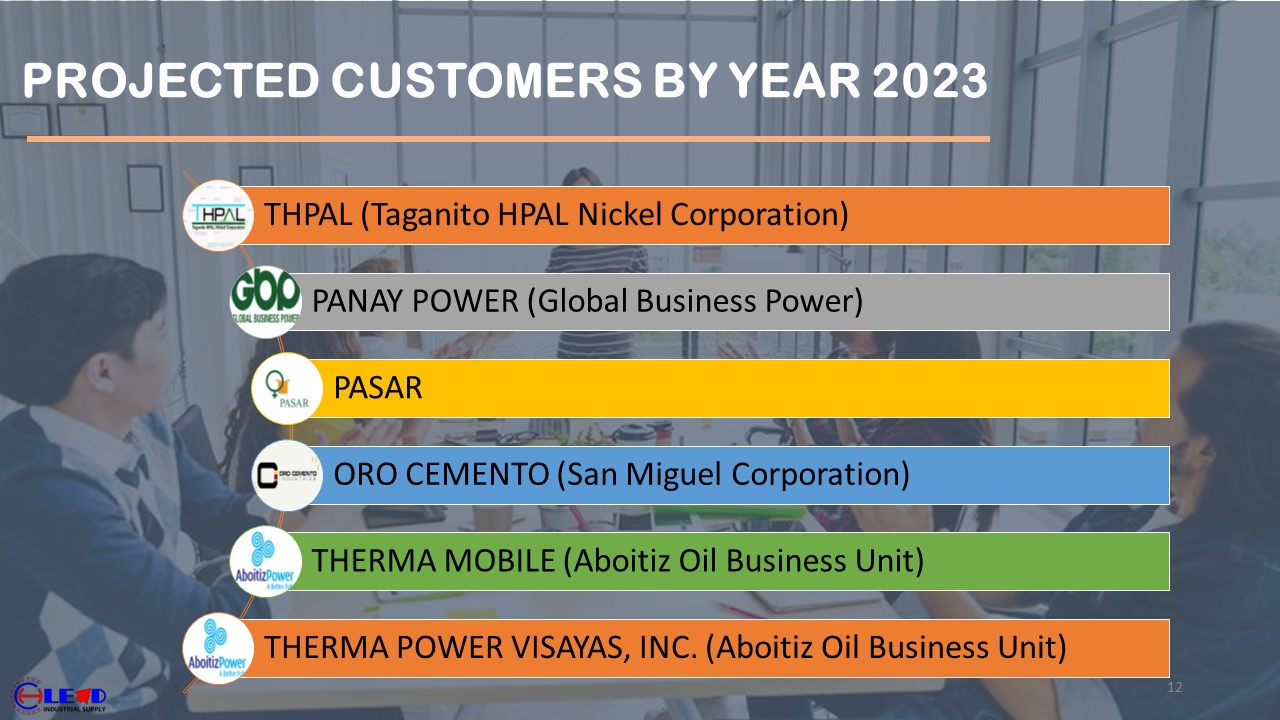 PROJECTED CUSTOMERS BY YEAR 2023
THPAL
Taganito HPAL Nickel Corporation
THPAL (Taganito HPAL Nickel Corporation)
GBP
GLOBAL BUSINESS POWER
PANAY POWER (Global Business Power)
PASAR
PASAR
ORO CEMENTO
INDUSTRIES
ORO CEMENTO (San Miguel Corporation)
AboitizPower
A Better
THERMA MOBILE (Aboitiz Oil Business Unit)
AboitizPower
A Better
THERMA POWER VISAYAS, INC. (Aboitiz Oil Business Unit)
LEAD
INDUSTRIAL SUPPLY
12